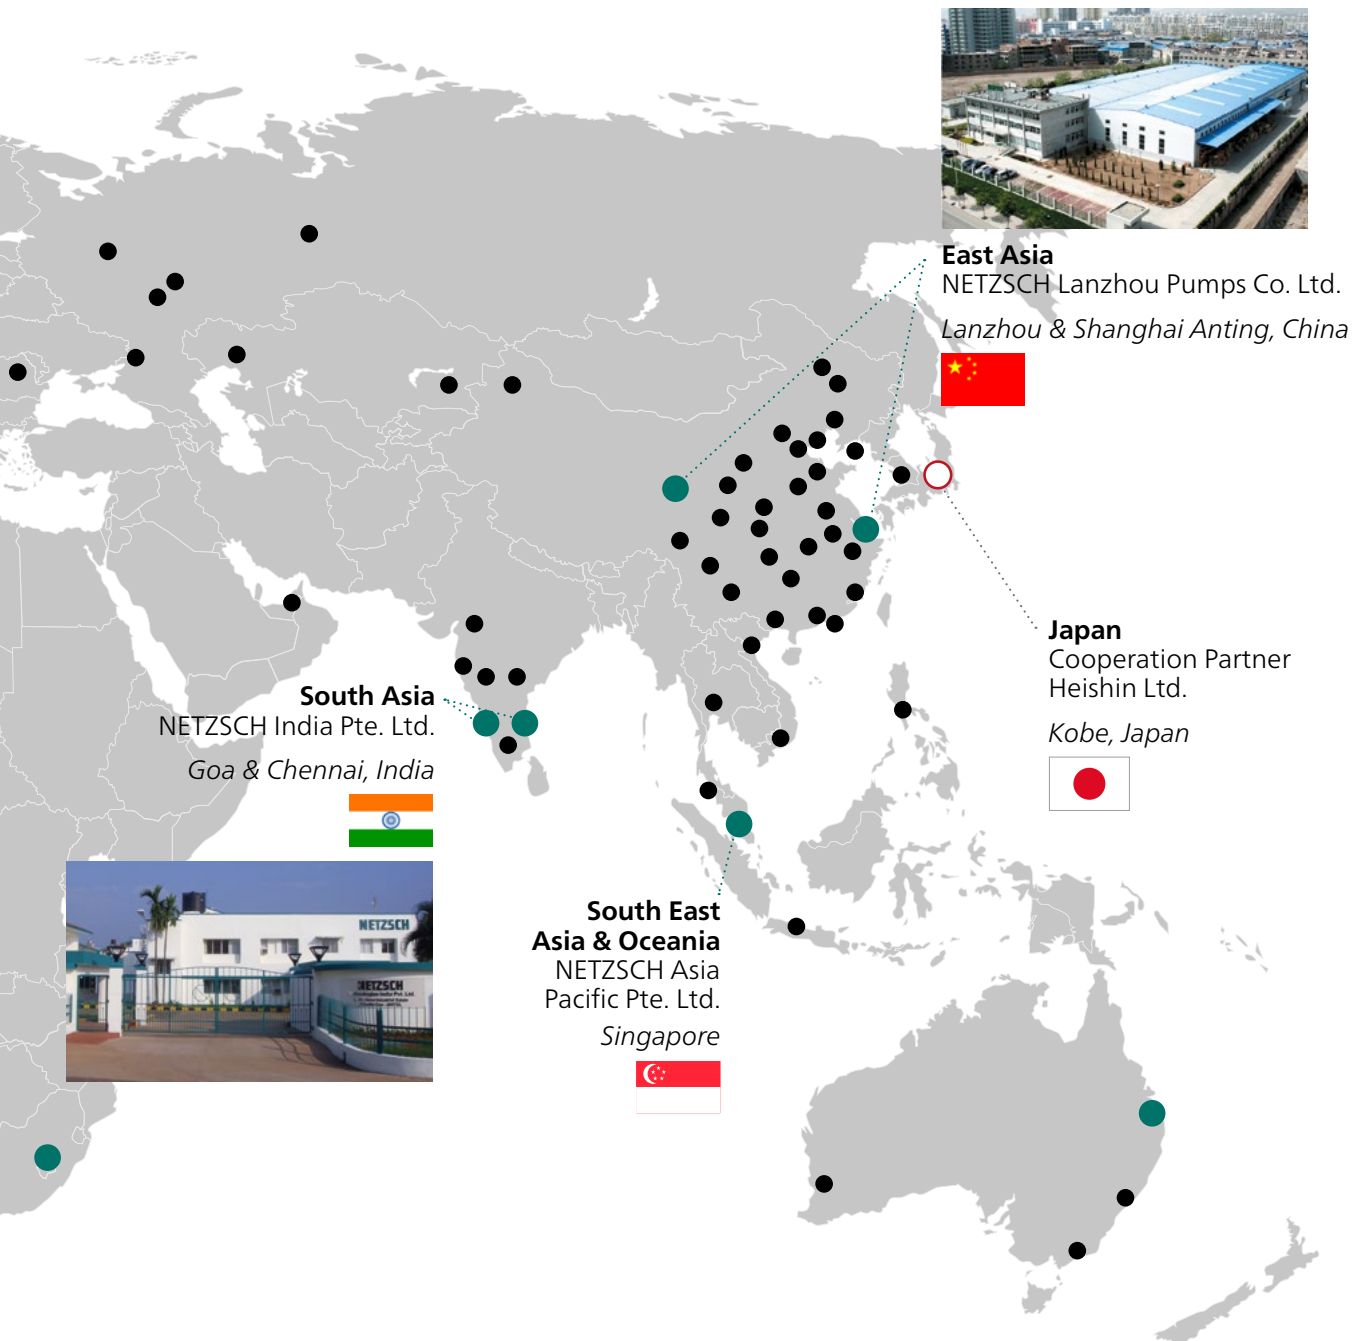 East Asia
NETZSCH Lanzhou Pumps Co. Ltd.
Lanzhou & Shanghai Anting, China
Japan
Cooperation Partner
Heishin Ltd.
Kobe, Japan
South Asia
NETZSCH India Pte. Ltd.
Goa & Chennai, India
NETZSCH
NETZSCH
South East
Asia & Oceania
NETZSCH Asia
Pacific Pte. Ltd.
Singapore